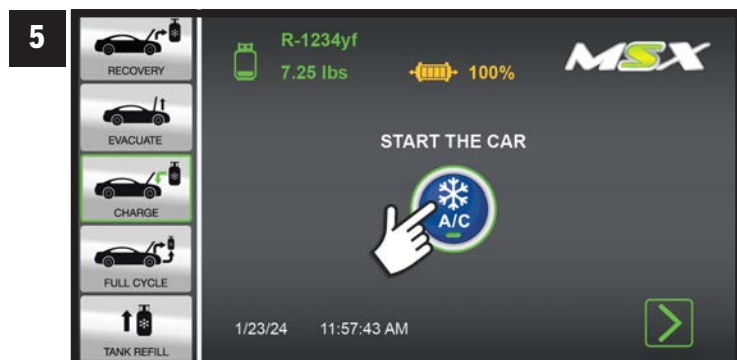 5
RECOVERY
EVACUATE
CHARGE
FULL CYCLE
TANK REFILL
R-1234yf
7.25 lbs
100%
MSX
START THE CAR
A/C
1/23/24 11:57:43 AM